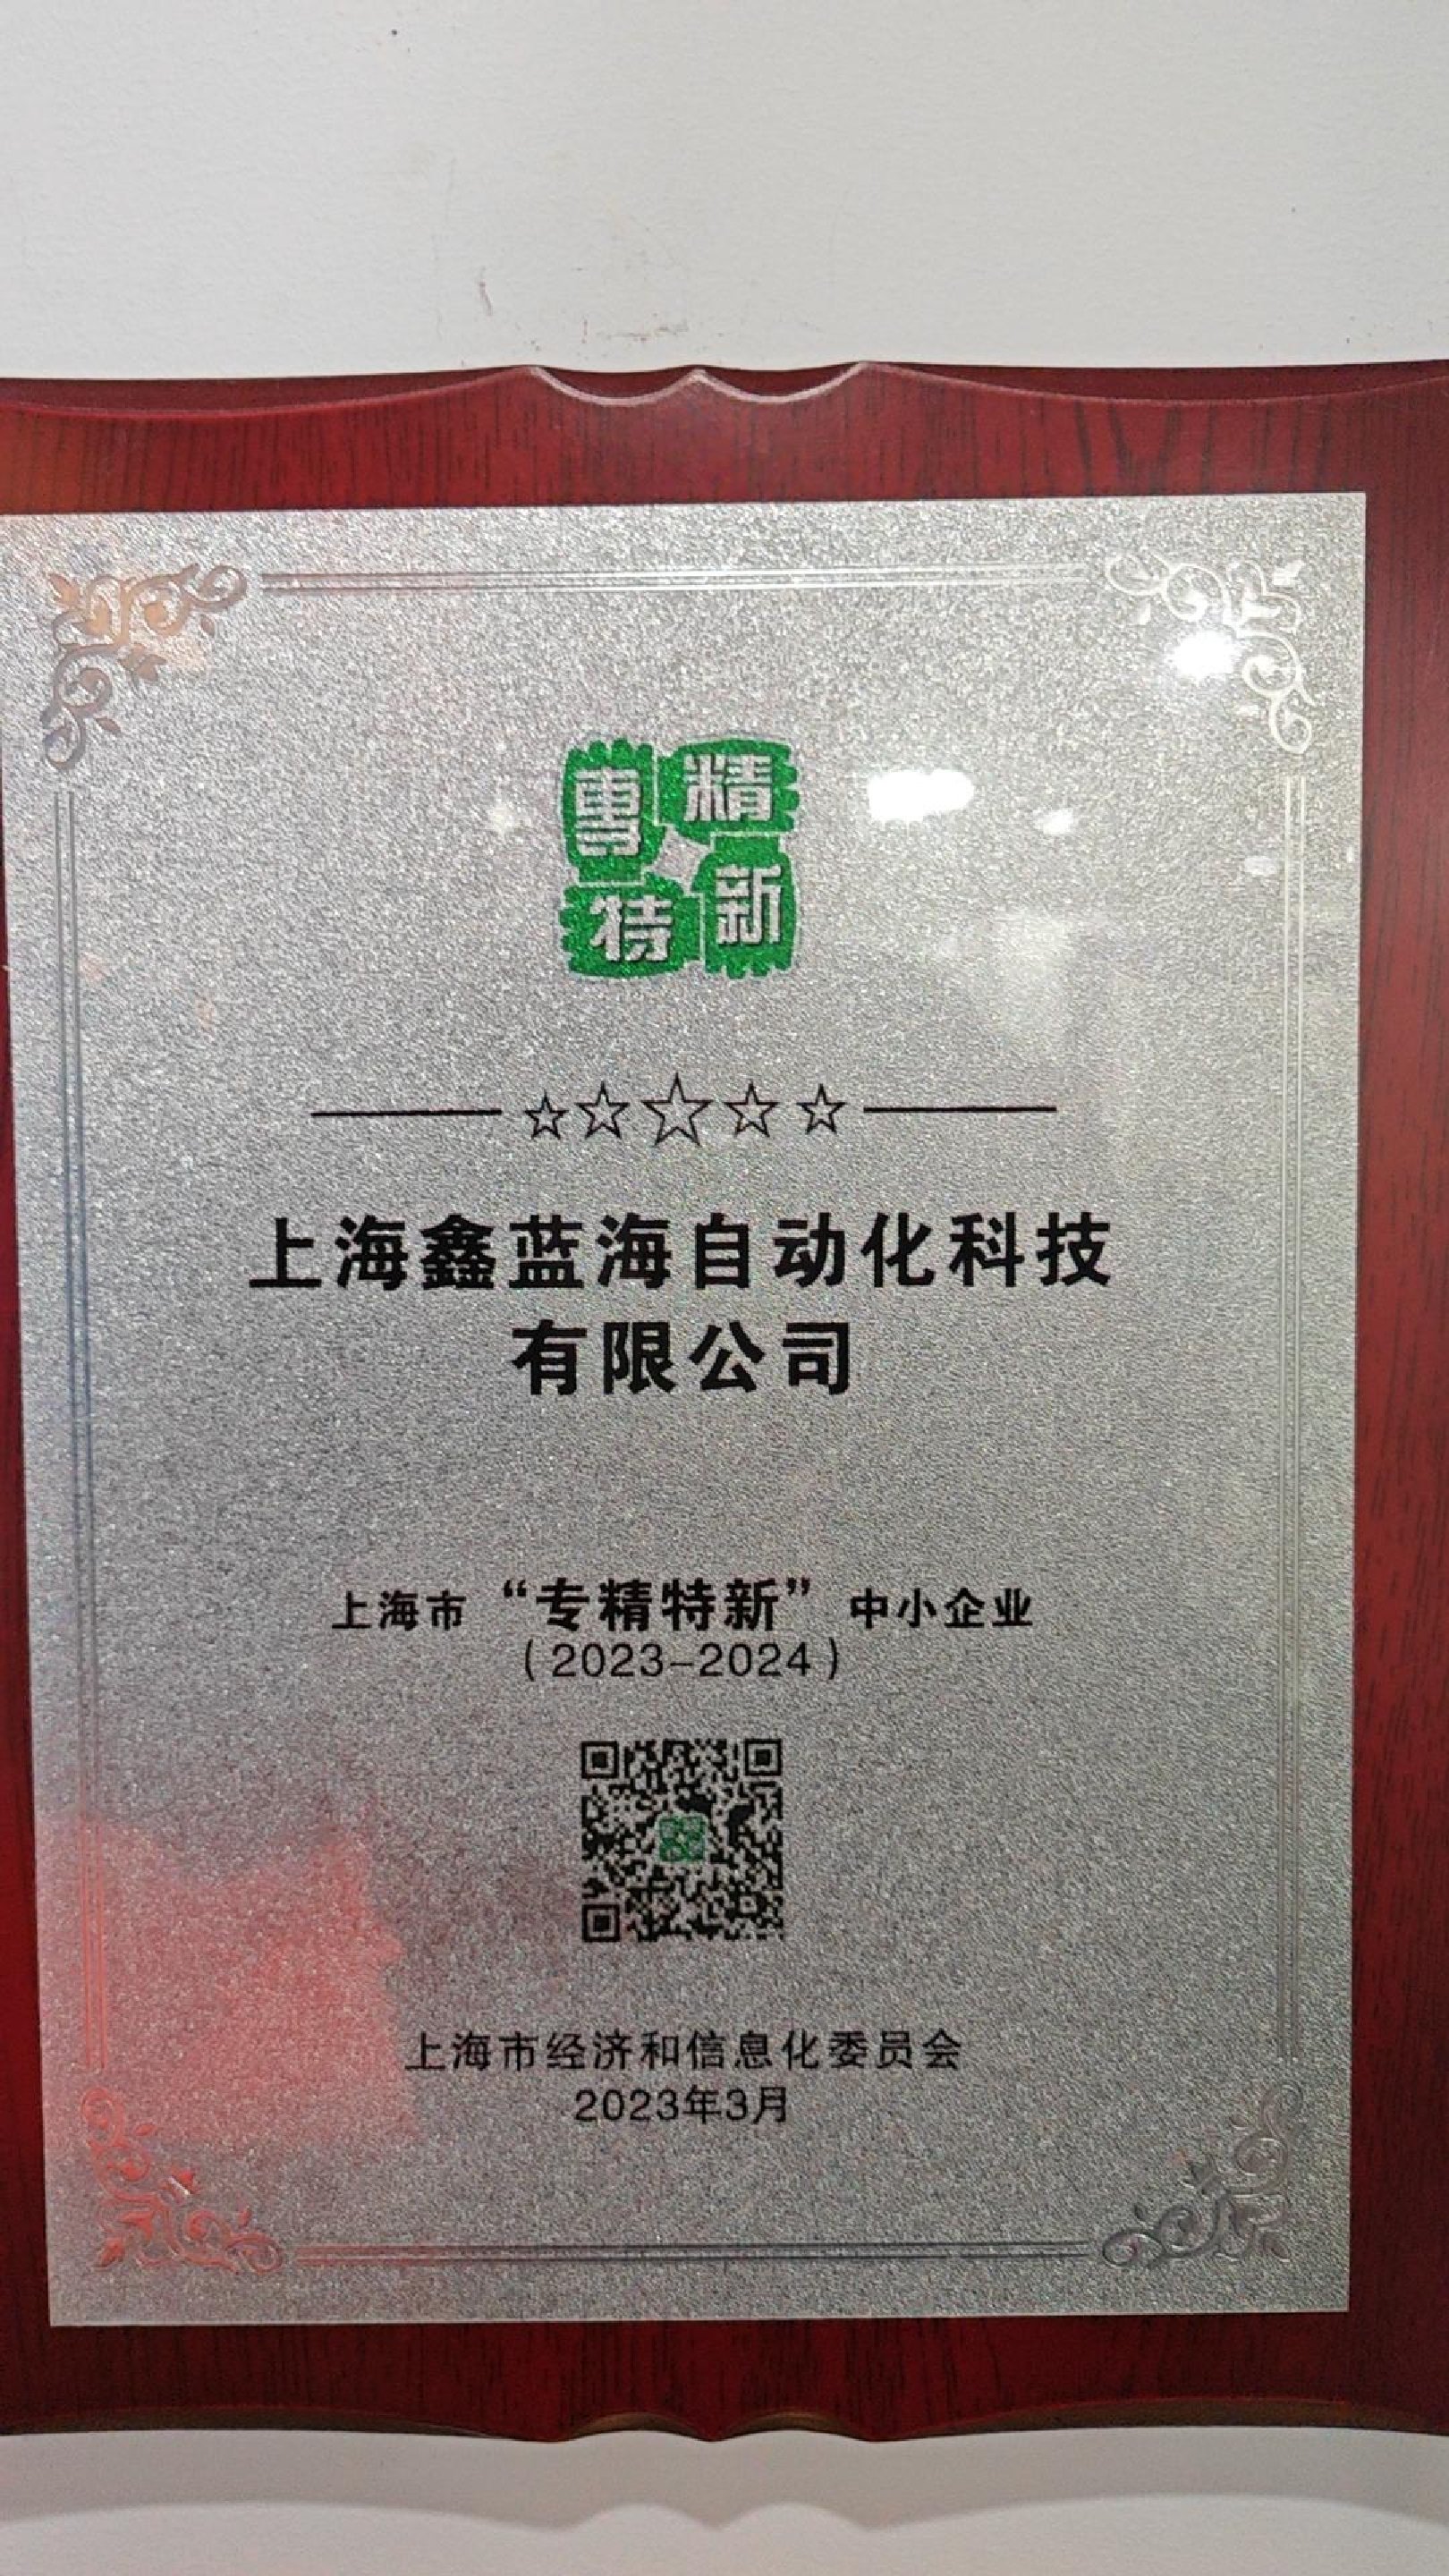 專精
特新
上海鑫蓝海自动化科技
有限公司
上海市“专精特新”中小企业
(2023-2024)
上海市经济和信息化委员会
2023年3月